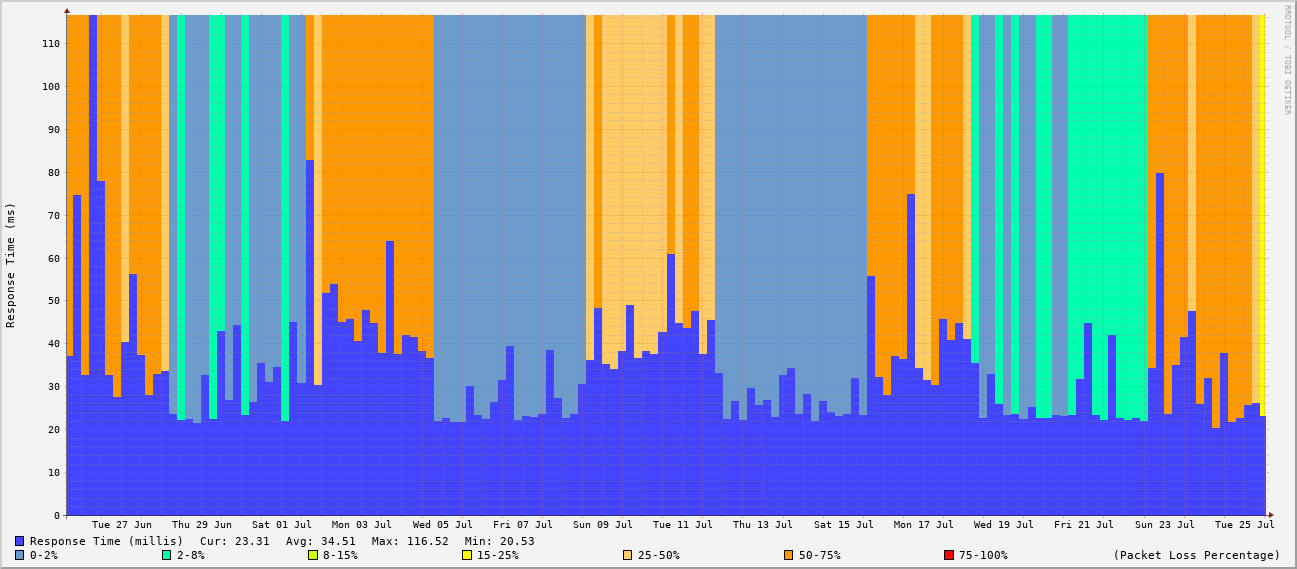 RRDTOOL / TOBI OETIKER
Response Time (ms)
110
100
90
80
70
60
50
40
30
20
10
0
Tue 27 Jun Thu 29 Jun Sat 01 Jul Mon 03 Jul Wed 05 Jul Fri 07 Jul Sun 09 Jul Tue 11 Jul Thu 13 Jul Sat 15 Jul Mon 17 Jul Wed 19 Jul Fri 21 Jul Sun 23 Jul Tue 25 Jul
Response Time (millis) Cur: 23.31 Avg: 34.51 Max: 116.52 Min: 20.53
0-2% 2-8% 8-15% 15-25% 25-50% 50-75% 75-100% (Packet Loss Percentage)